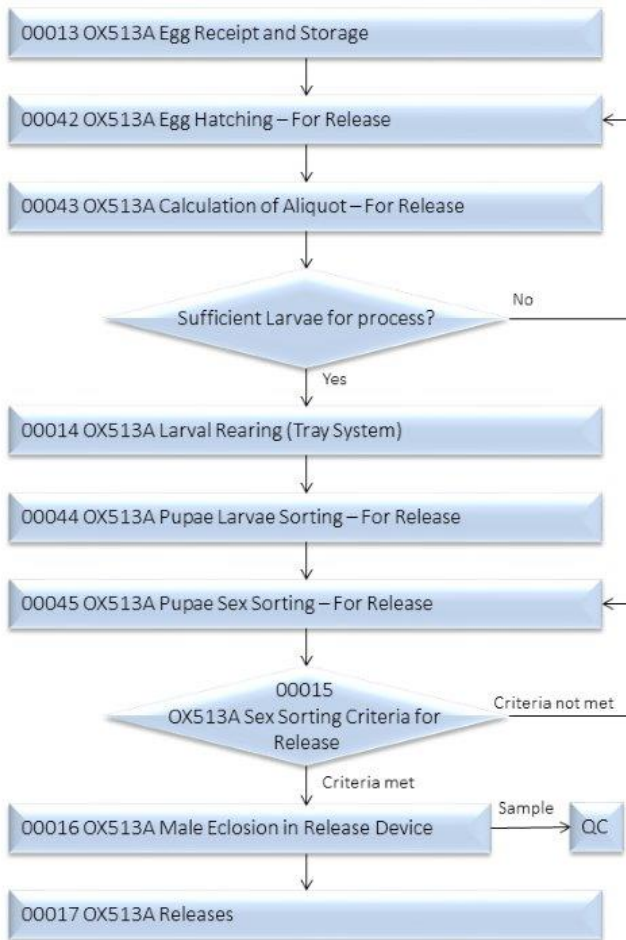 00013 OX513A Egg Receipt and Storage
00042 OX513A Egg Hatching – For Release
00043 OX513A Calculation of Aliquot – For Release
Sufficient Larvae for process?
No
Yes
00014 OX513A Larval Rearing (Tray System)
00044 OX513A Pupae Larvae Sorting – For Release
00045 OX513A Pupae Sex Sorting – For Release
00015
OX513A Sex Sorting Criteria for
Release
Criteria not met
Criteria met
00016 OX513A Male Eclosion in Release Device
Sample
QC
00017 OX513A Releases